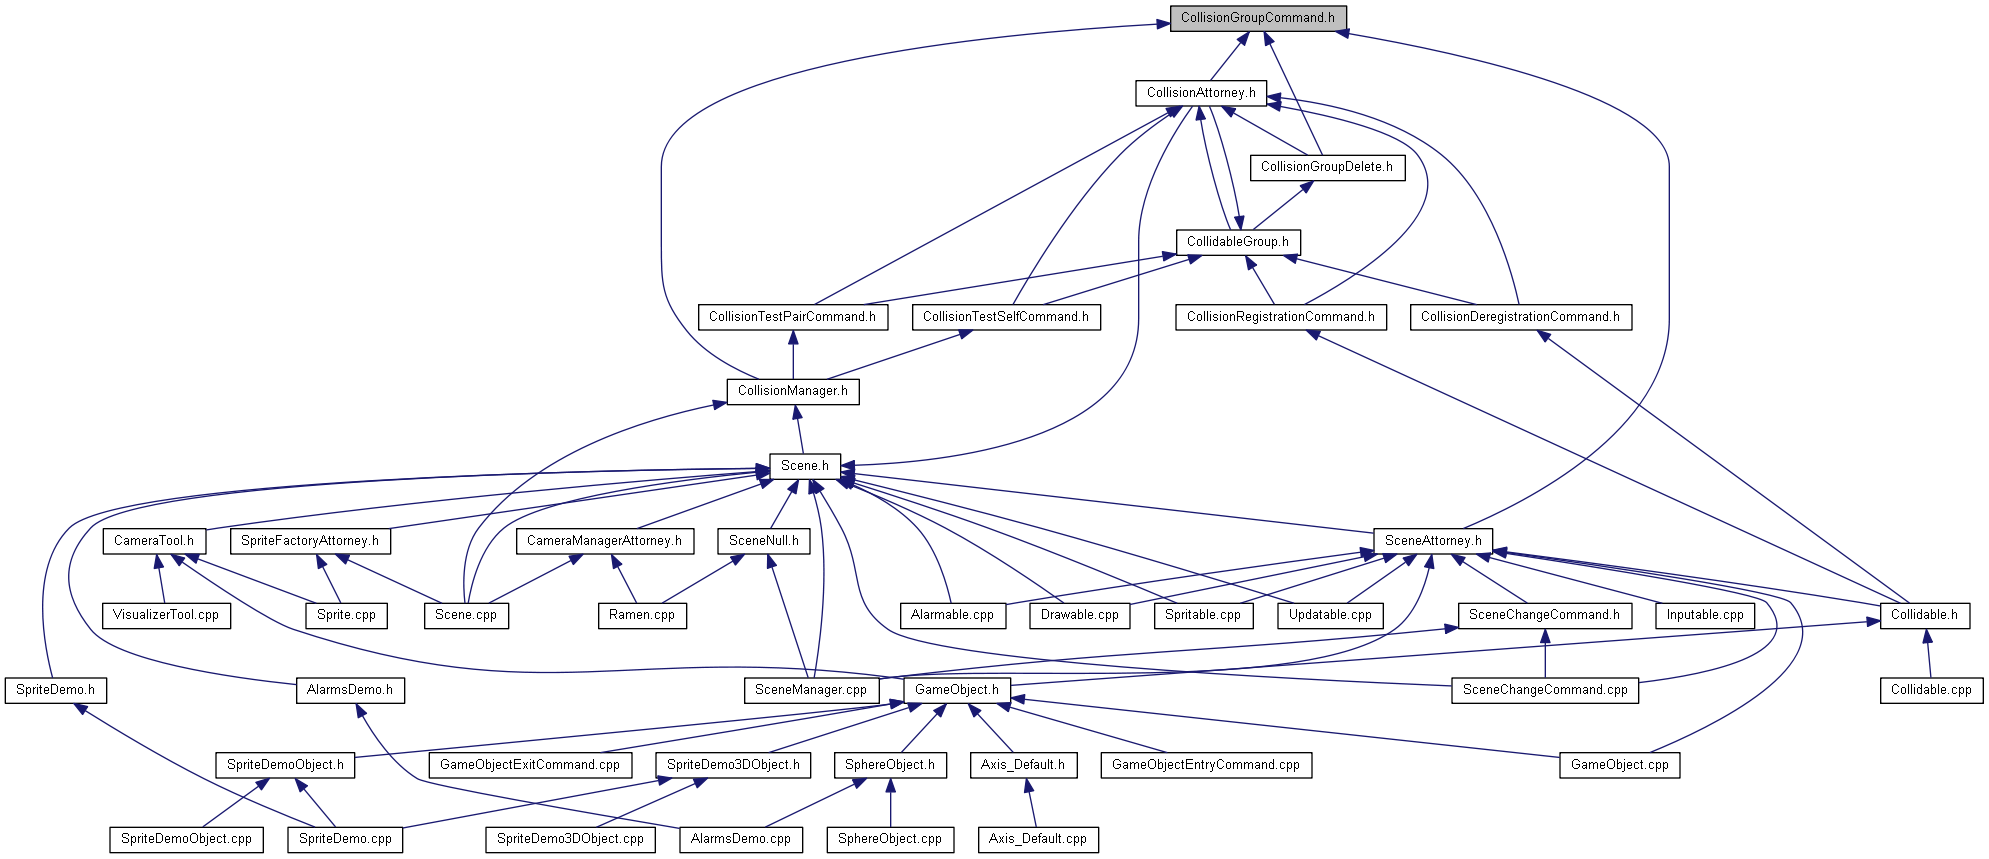 CollisionGroupCommand.h
CollisionAttorney.h
CollisionGroupDelete.h
CollidableGroup.h
CollisionTestPairCommand.h
CollisionTestSelfCommand.h
CollisionRegistrationCommand.h
CollisionDeregistrationCommand.h
CollisionManager.h
Scene.h
CameraTool.h
SpriteFactoryAttorney.h
CameraManagerAttorney.h
SceneNull.h
SceneAttorney.h
VisualizerTool.cpp
Sprite.cpp
Scene.cpp
Ramen.cpp
Alarmable.cpp
Drawable.cpp
Spritable.cpp
Updatable.cpp
SceneChangeCommand.h
Inputable.cpp
Collidable.h
SpriteDemo.h
AlarmsDemo.h
SceneManager.cpp
GameObject.h
SceneChangeCommand.cpp
Collidable.cpp
SpriteDemoObject.h
GameObjectExitCommand.cpp
SpriteDemo3DObject.h
SphereObject.h
Axis_Default.h
GameObjectEntryCommand.cpp
GameObject.cpp
SpriteDemoObject.cpp
SpriteDemo.cpp
SpriteDemo3DObject.cpp
AlarmsDemo.cpp
SphereObject.cpp
Axis_Default.cpp